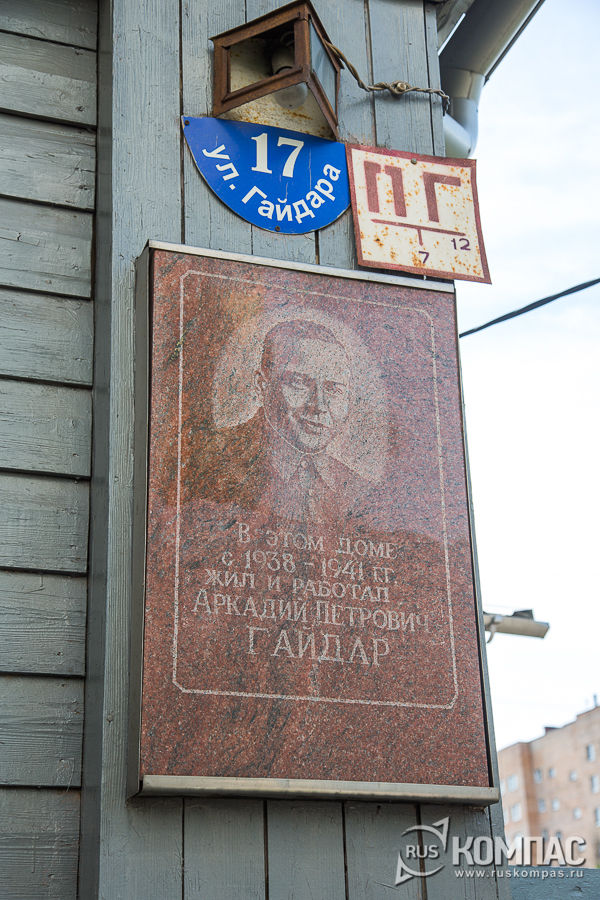 17
ул. Гайдара
ПГ
7 12
В ЭТОМ ДОМЕ
с 1938 - 1941 гг.
ЖИЛ И РАБОТАЛ
АРКАДИЙ ПЕТРОВИЧ
ГАЙДАР
RUS КОМПАС
www.ruskompas.ru